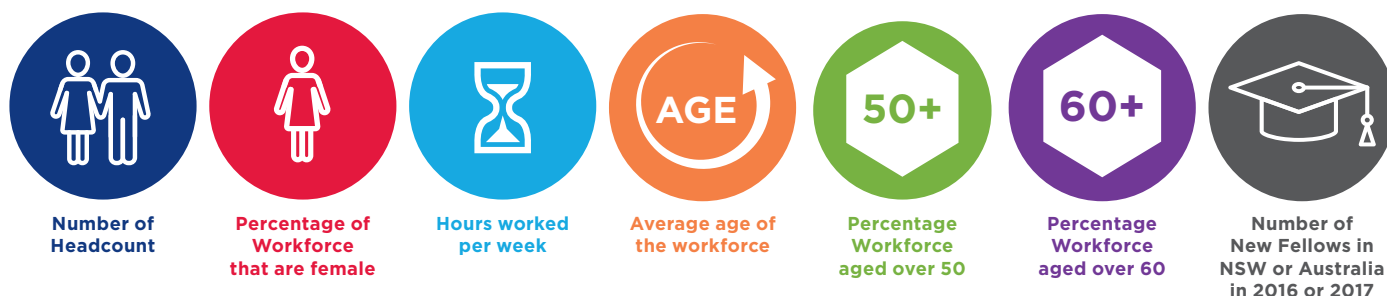 AGE
50+
60+
Number of
Headcount
Percentage of
Workforce
that are female
Hours worked
per week
Average age of
the workforce
Percentage
Workforce
aged over 50
Percentage
Workforce
aged over 60
Number of
New Fellows in
NSW or Australia
in 2016 or 2017